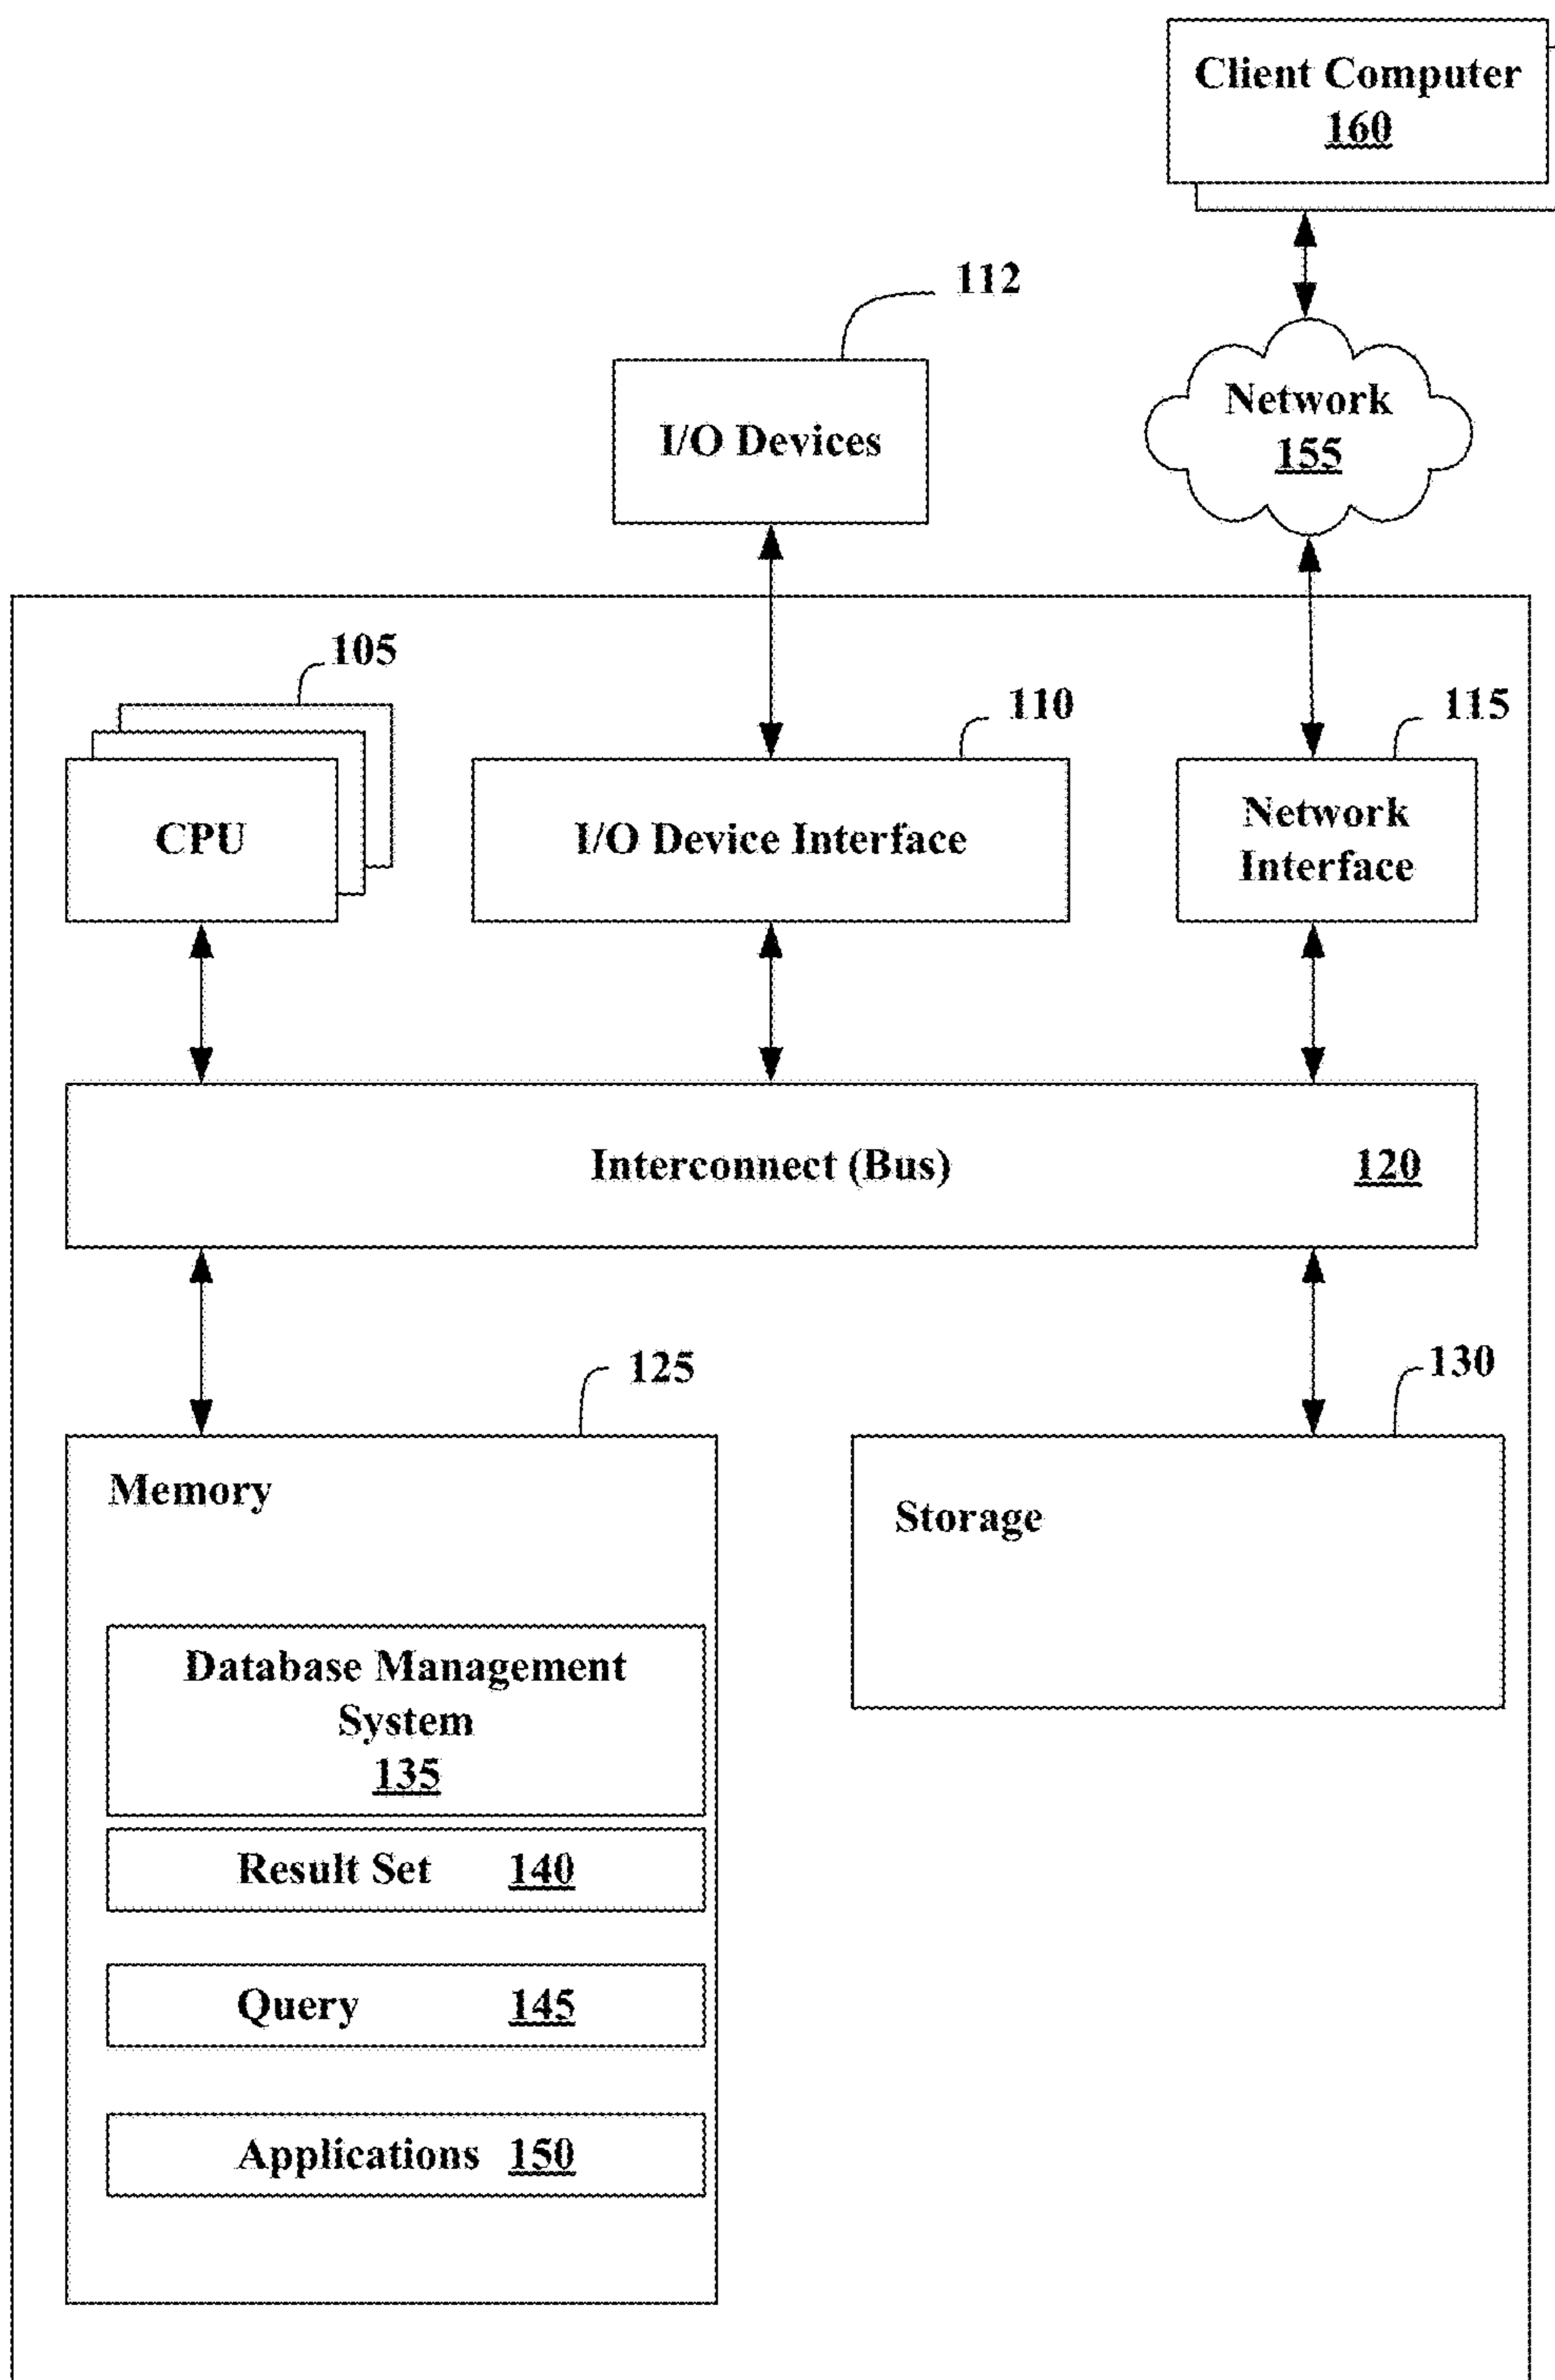 Client Computer
160
112
I/O Devices
Network
155
105
110
115
CPU
I/O Device Interface
Network
Interface
Interconnect (Bus) 120
125
130
Memory
Storage
Database Management
System
135
Result Set 140
Query 145
Applications 150